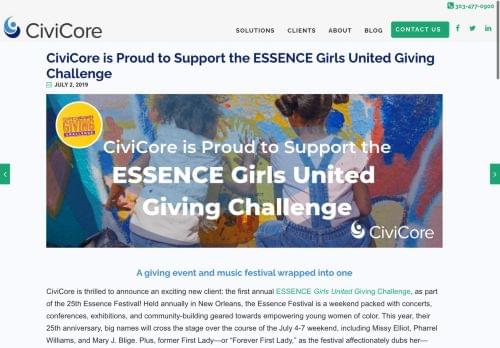 303-477-0900
CiviCore
SOLUTIONS
CLIENTS
ABOUT
BLOG
CONTACT US
CiviCore is Proud to Support the ESSENCE Girls United Giving
Challenge
JULY 2, 2019
GIVING
CHALLENGE
CiviCore is Proud to Support the
ESSENCE Girls United
Giving Challenge
CiviCore
A giving event and music festival wrapped into one
CiviCore is thrilled to announce an exciting new client: the first annual ESSENCE Girls United Giving Challenge, as part
of the 25th Essence Festival! Held annually in New Orleans, the Essence Festival is a weekend packed with concerts,
conferences, exhibitions, and community-building geared towards empowering young women of color. This year, their
25th anniversary, big names will cross the stage over the course of the July 4-7 weekend, including Missy Elliot, Pharrel
Williams, and Mary J. Blige. Plus, former First Lady—or “Forever First Lady,” as the festival affectionately dubs her—